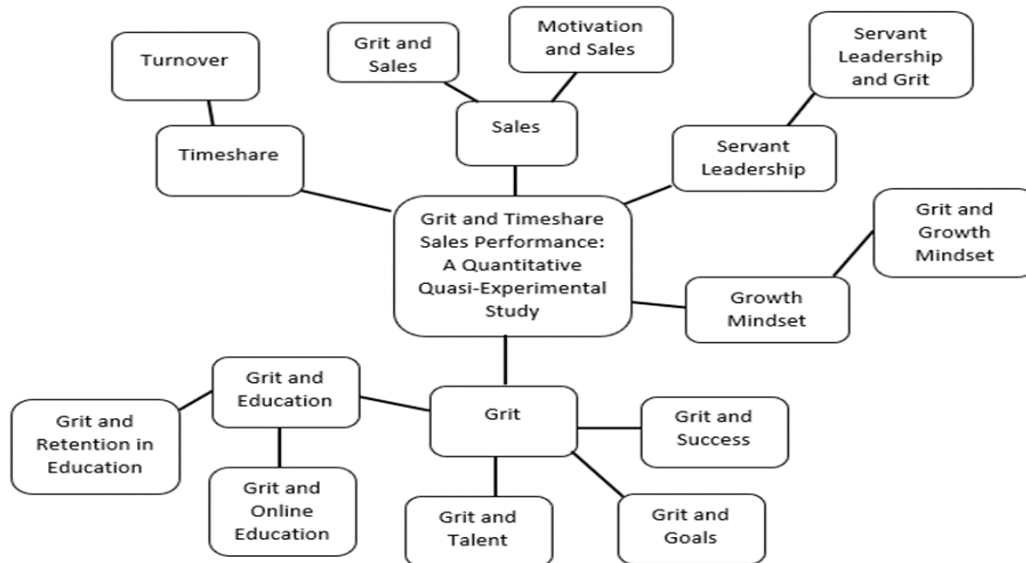 Turnover
Timeshare
Grit and
Sales
Motivation
and Sales
Sales
Servant
Leadership
and Grit
Servant
Leadership
Grit and Timeshare
Sales Performance:
A Quantitative
Quasi-Experimental
Study
Grit and
Growth
Mindset
Growth
Mindset
Grit and
Education
Grit and
Retention in
Education
Grit and
Online
Education
Grit
Grit and
Success
Grit and
Talent
Grit and
Goals